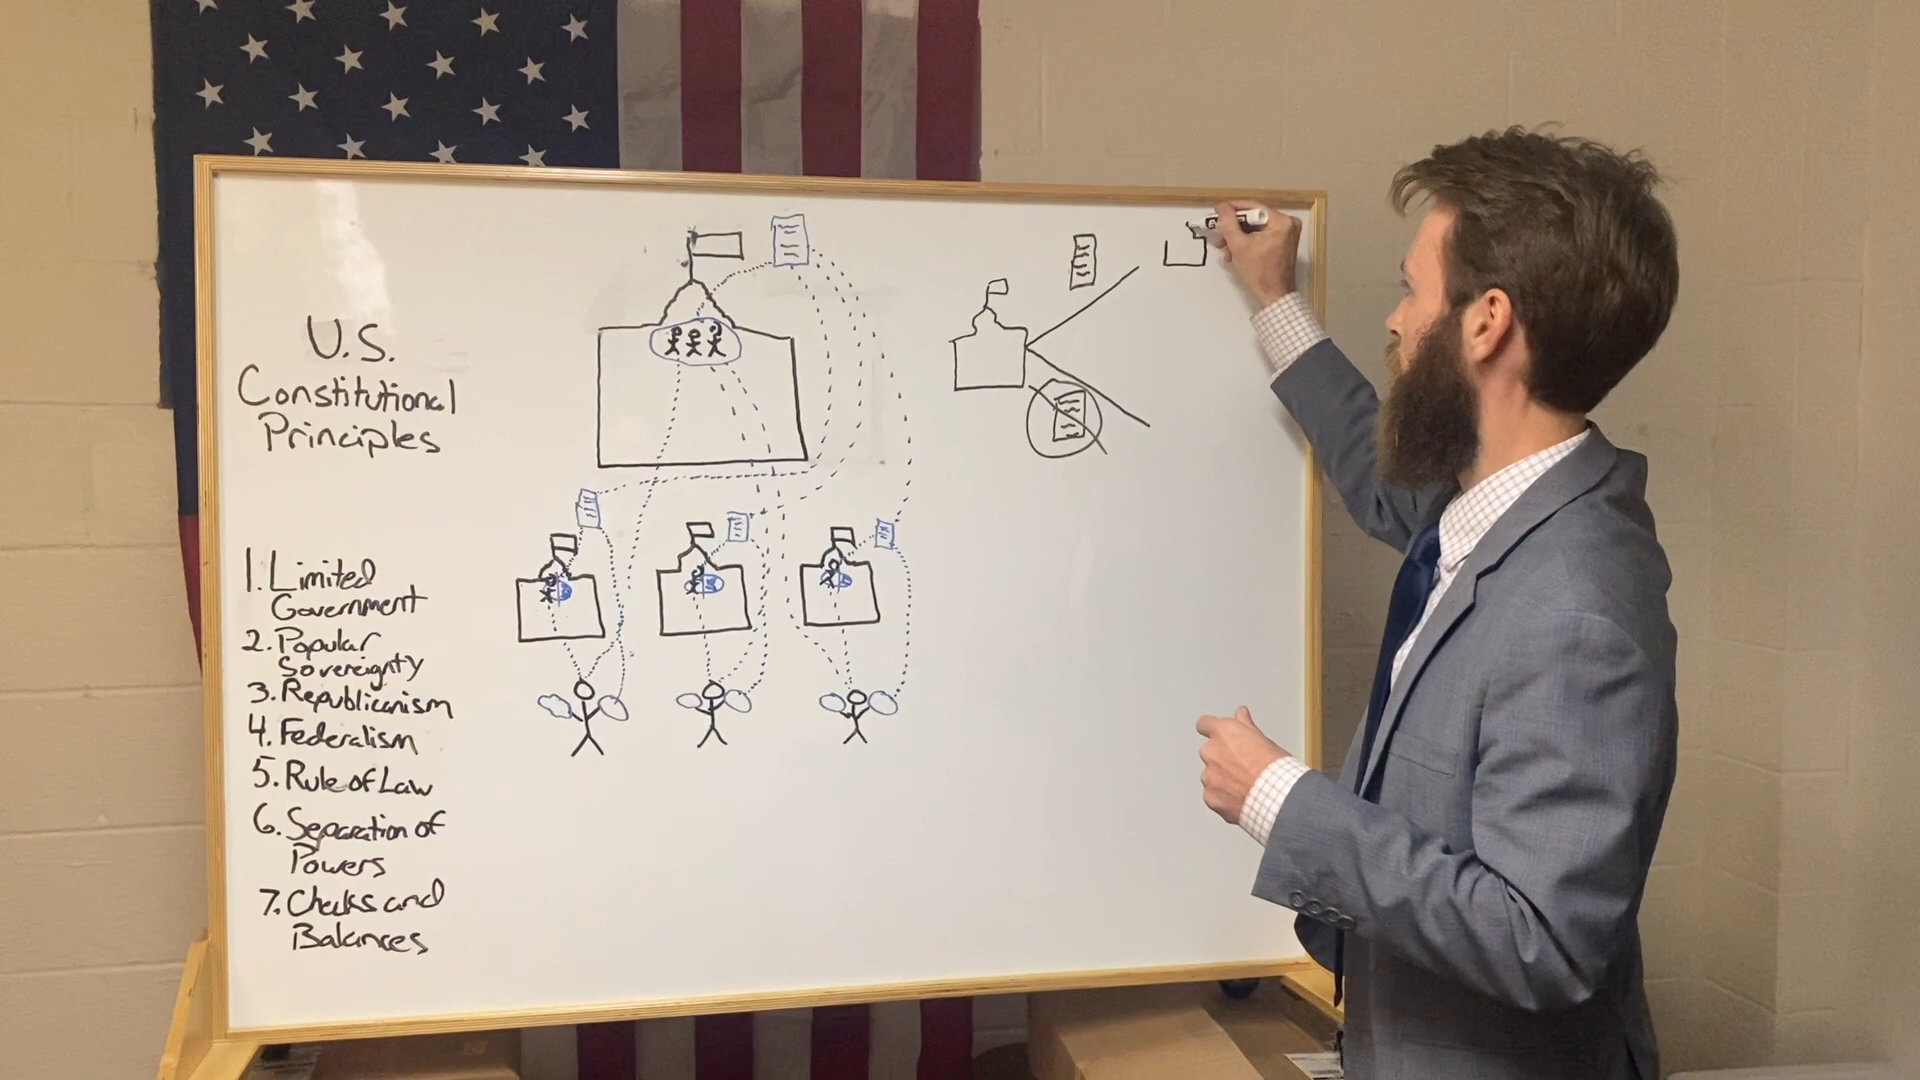 U.S.
Constitutional
Principles
1. Limited
Government
2. Popular
Sovereignty
3. Republicanism
4. Federalism
5. Rule of Law
6. Separation of
Powers
7. Checks and
Balances